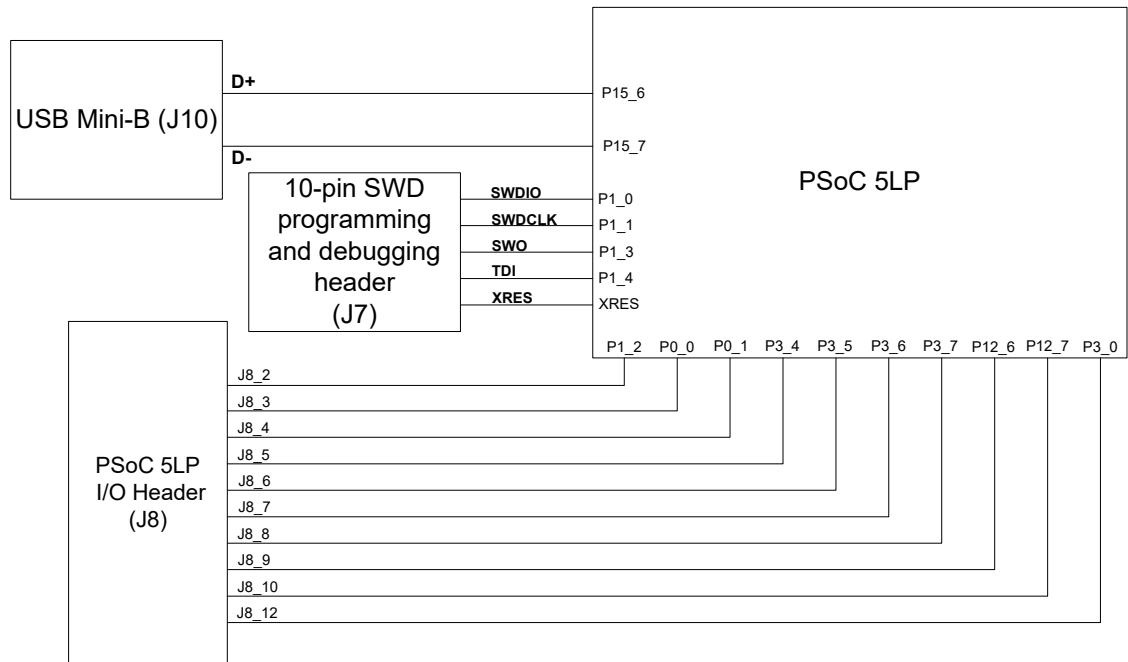 USB Mini-B (J10)
D+
D-
P15_6
P15_7
PSoC 5LP
10-pin SWD
programming
and debugging
header
(J7)
SWDIO
SWDCLK
SWO
TDI
XRES
P1_0
P1_1
P1_3
P1_4
XRES
P1_2 P0_0 P0_1 P3_4 P3_5 P3_6 P3_7 P12_6 P12_7 P3_0
PSoC 5LP
I/O Header
(J8)
J8_2
J8_3
J8_4
J8_5
J8_6
J8_7
J8_8
J8_9
J8_10
J8_12